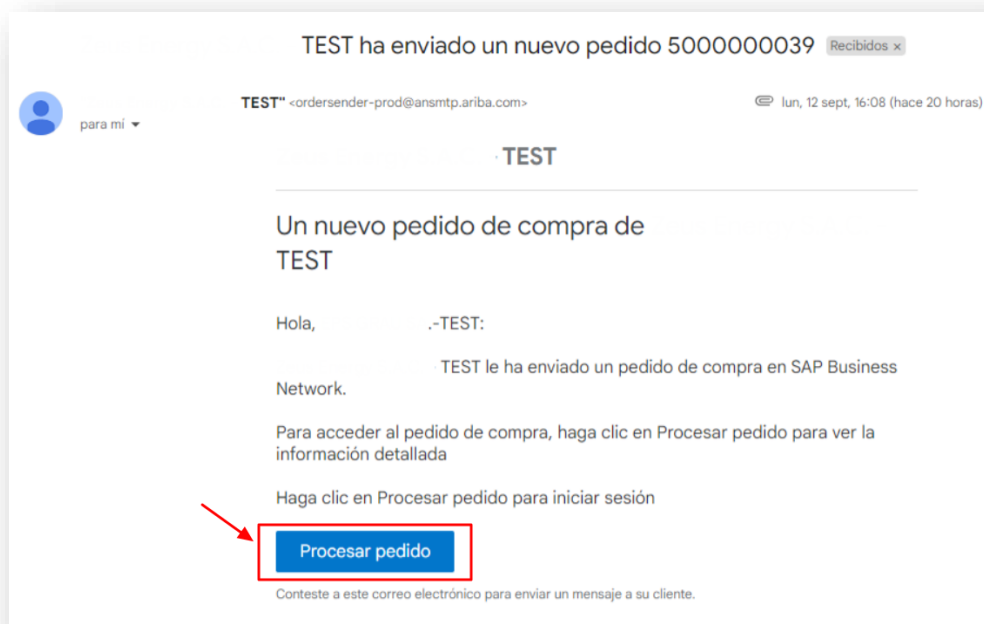 TEST ha enviado un nuevo pedido 5000000039 Recibidos ×
TEST" <ordersender-prod@ansmtp.ariba.com> lun, 12 sept, 16:08 (hace 20 horas)
para mí
TEST
Un nuevo pedido de compra de
TEST
Hola, .-TEST:
TEST le ha enviado un pedido de compra en SAP Business
Network.
Para acceder al pedido de compra, haga clic en Procesar pedido para ver la
información detallada
Haga clic en Procesar pedido para iniciar sesión
Procesar pedido
Conteste a este correo electrónico para enviar un mensaje a su cliente.